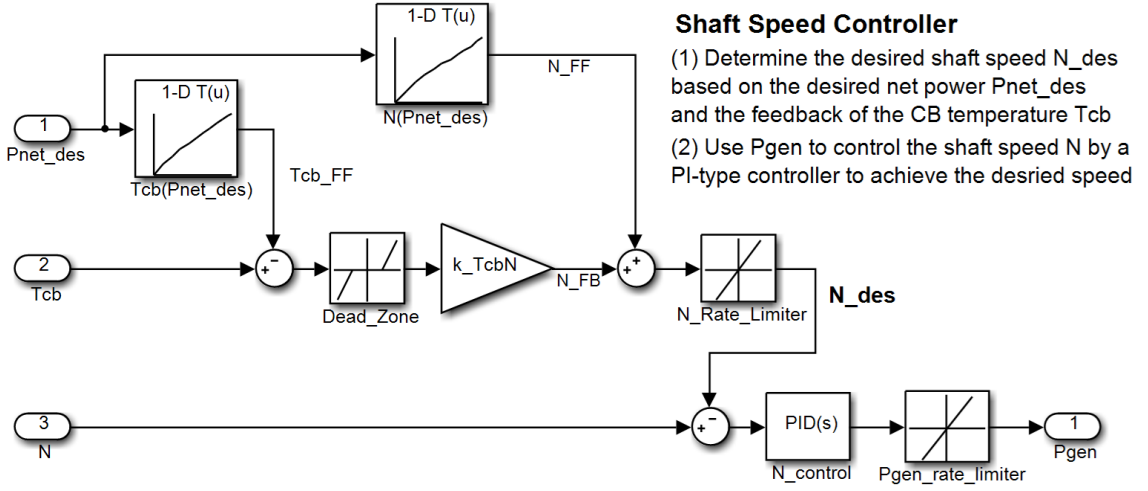 Shaft Speed Controller
(1) Determine the desired shaft speed N_des
based on the desired net power Pnet_des
and the feedback of the CB temperature Tcb
(2) Use Pgen to control the shaft speed N by a
PI-type controller to achieve the desried speed
1-D T(u)
N(Pnet_des)
N_FF
1-D T(u)
Tcb(Pnet_des)
1
Pnet_des
Tcb_FF
2
Tcb
+ −
Dead_Zone
k_TcbN
N_FB
+ +
N_Rate_Limiter
N_des
3
N
+ −
PID(s)
N_control
Pgen_rate_limiter
1
Pgen